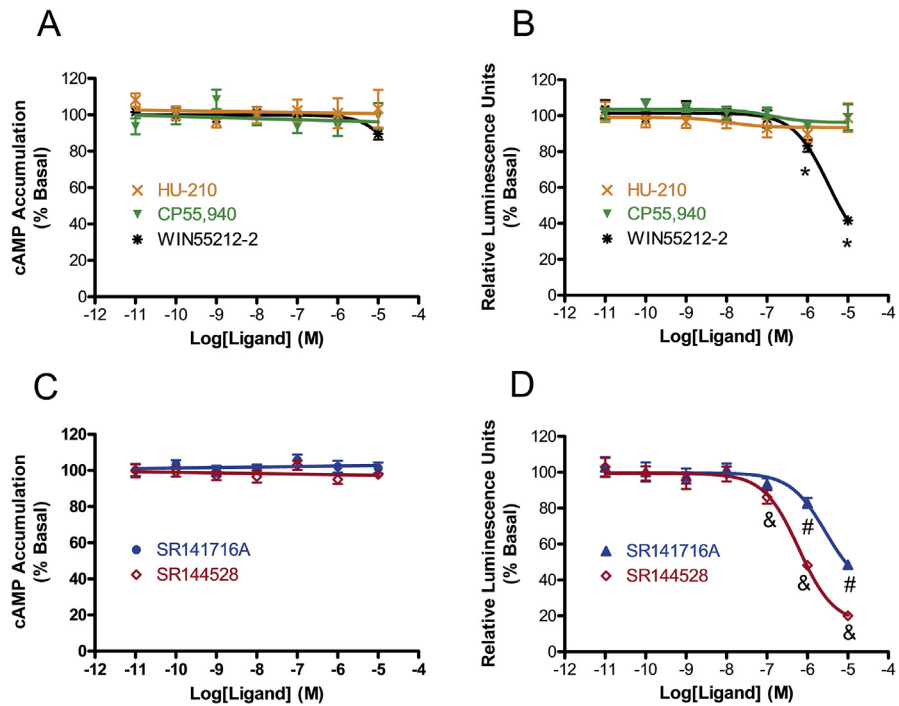 A
cAMP Accumulation
(% Basal)
120
100
80
60
40
20
0
HU-210
CP55,940
WIN55212-2
-12 -11 -10 -9 -8 -7 -6 -5 -4
Log[Ligand] (M)
B
Relative Luminescence Units
(% Basal)
120
100
80
60
40
20
0
HU-210
CP55,940
WIN55212-2
*
*
-12 -11 -10 -9 -8 -7 -6 -5 -4
Log[Ligand] (M)
C
cAMP Accumulation
(% Basal)
120
100
80
60
40
20
0
SR141716A
SR144528
-12 -11 -10 -9 -8 -7 -6 -5 -4
Log[Ligand] (M)
D
Relative Luminescence Units
(% Basal)
120
100
80
60
40
20
0
SR141716A
SR144528
& #
& #
&
-12 -11 -10 -9 -8 -7 -6 -5 -4
Log[Ligand] (M)